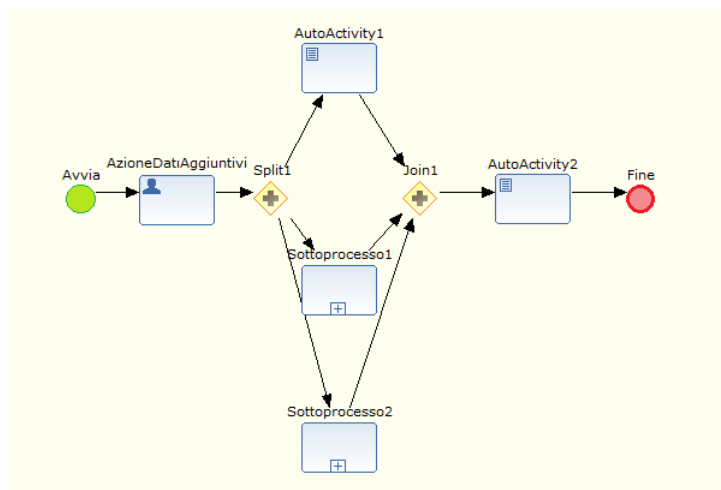 AutoActivity1
AzioneDatiAggiuntivi
Avvia
Split1
Join1
AutoActivity2
Fine
Sottoprocesso1
Sottoprocesso2